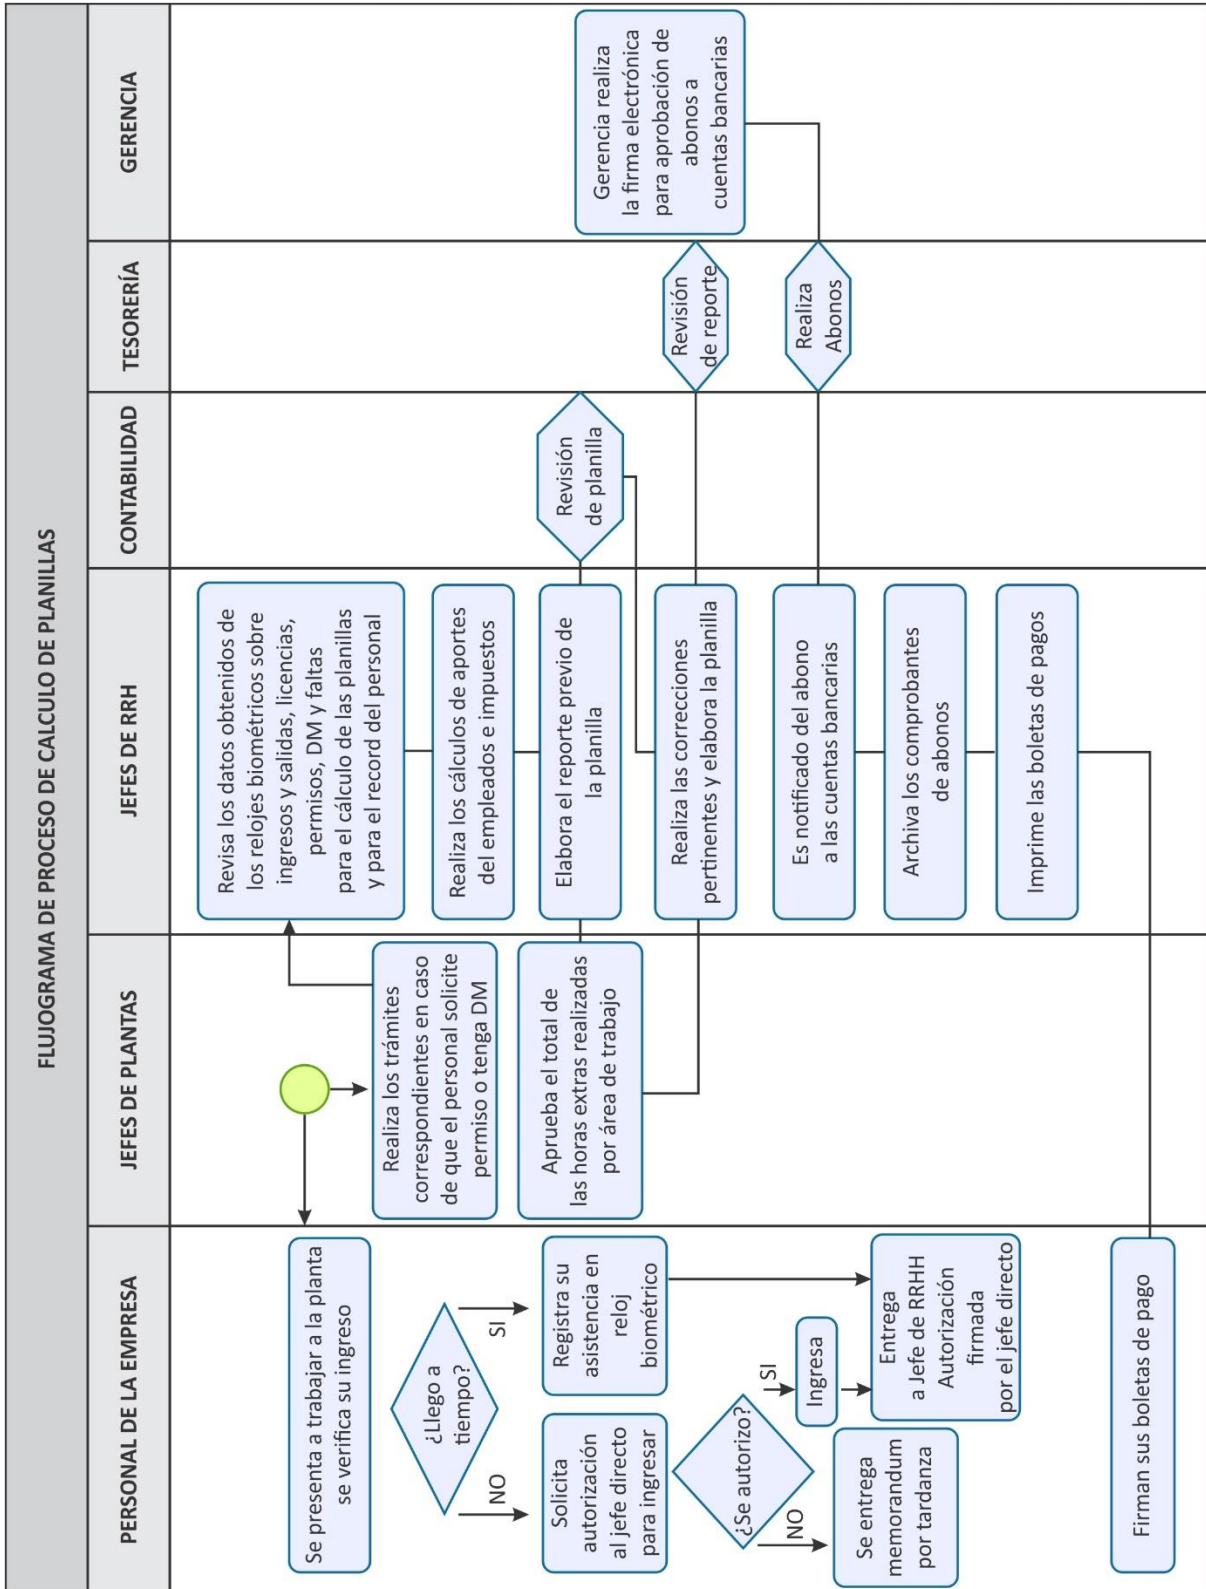 FLUJOGRAMA DE PROCESO DE CALCULO DE PLANILLAS
PERSONAL DE LA EMPRESA
JEFES DE PLANTAS
JEFES DE RRH
CONTABILIDAD
TESORERÍA
GERENCIA
Se presenta a trabajar a la planta
se verifica su ingreso
¿Llego a
tiempo?
NO
SI
Solicita
autorización
al jefe directo
para ingresar
Registra su
asistencia en
reloj
biométrico
¿Se autorizo?
NO
SI
Se entrega
memorandum
por tardanza
Ingresa
Entrega
a Jefe de RRHH
Autorización
firmada
por el jefe directo
Firman sus boletas de pago
Realiza los trámites
correspondientes en caso
de que el personal solicite
permiso o tenga DM
Aprueba el total de
las horas extras realizadas
por área de trabajo
Revisa los datos obtenidos de
los relojes biométricos sobre
ingresos y salidas, licencias,
permisos, DM y faltas
para el cálculo de las planillas
y para el record del personal
Realiza los cálculos de aportes
del empleados e impuestos
Elabora el reporte previo de
la planilla
Realiza las correcciones
pertinentes y elabora la planilla
Es notificado del abono
a las cuentas bancarias
Archiva los comprobantes
de abonos
Imprime las boletas de pagos
Revisión
de planilla
Revisión
de reporte
Realiza
Abonos
Gerencia realiza
la firma electrónica
para aprobación de
abonos a
cuentas bancarias